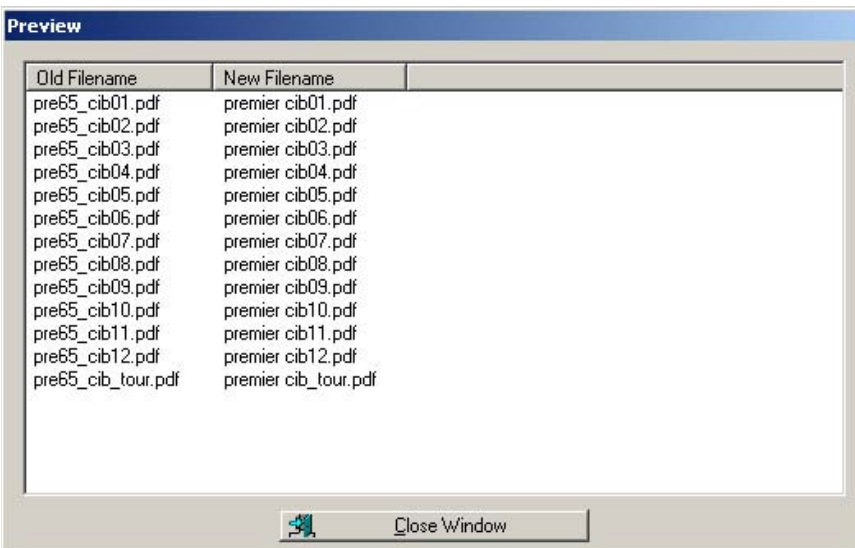 Preview
Old Filename New Filename
pre65_cib01.pdf premier cib01.pdf
pre65_cib02.pdf premier cib02.pdf
pre65_cib03.pdf premier cib03.pdf
pre65_cib04.pdf premier cib04.pdf
pre65_cib05.pdf premier cib05.pdf
pre65_cib06.pdf premier cib06.pdf
pre65_cib07.pdf premier cib07.pdf
pre65_cib08.pdf premier cib08.pdf
pre65_cib09.pdf premier cib09.pdf
pre65_cib10.pdf premier cib10.pdf
pre65_cib11.pdf premier cib11.pdf
pre65_cib12.pdf premier cib12.pdf
pre65_cib_tour.pdf premier cib_tour.pdf
Close Window